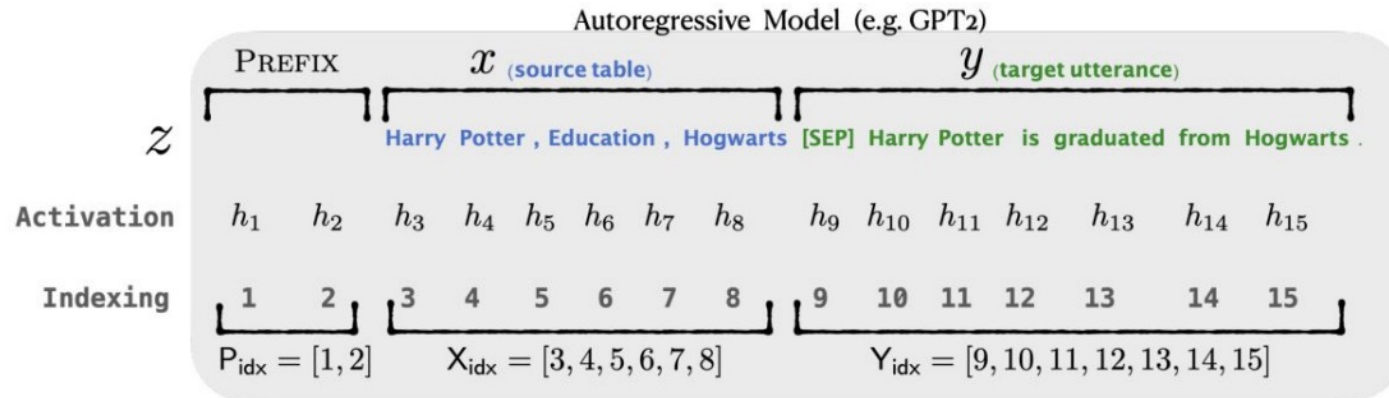 Autoregressive Model (e.g. GPT2)
PREFIX x (source table) y (target utterance)
z Harry Potter , Education , Hogwarts [SEP] Harry Potter is graduated from Hogwarts .
Activation h₁ h₂ h₃ h₄ h₅ h₆ h₇ h₈ h₉ h₁₀ h₁₁ h₁₂ h₁₃ h₁₄ h₁₅
Indexing 1 2 3 4 5 6 7 8 9 10 11 12 13 14 15
P_idx = [1, 2] X_idx = [3, 4, 5, 6, 7, 8] Y_idx = [9, 10, 11, 12, 13, 14, 15]